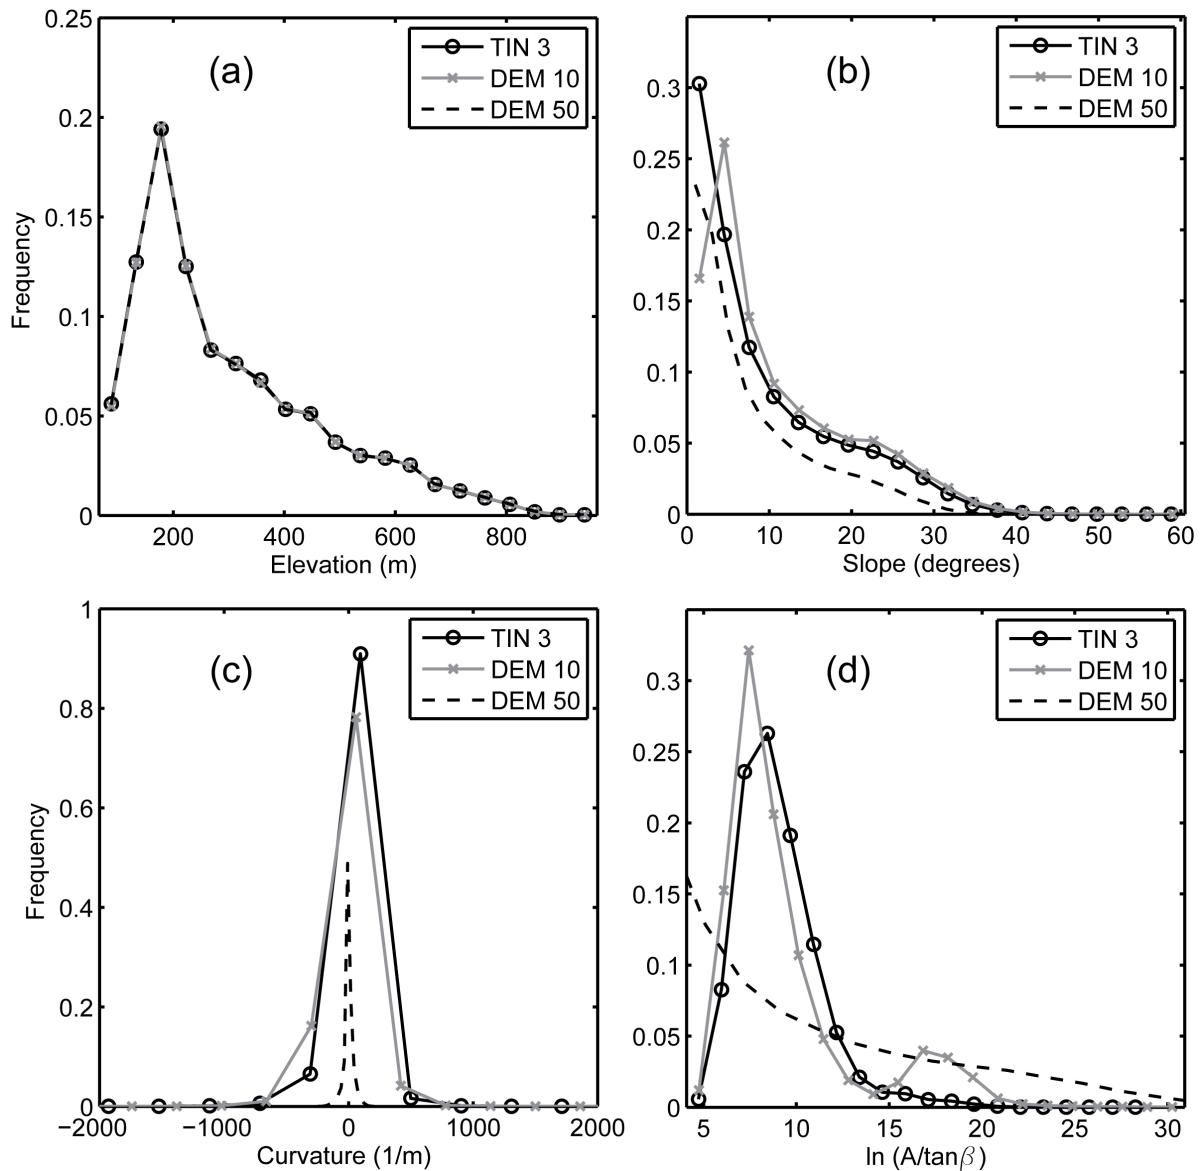 (a)
TIN 3
DEM 10
DEM 50
0.25
0.2
0.15
0.1
0.05
0
Frequency
200
400
600
800
Elevation (m)
(b)
TIN 3
DEM 10
DEM 50
0.3
0.25
0.2
0.15
0.1
0.05
0
0
10
20
30
40
50
60
Slope (degrees)
(c)
TIN 3
DEM 10
DEM 50
1
0.8
0.6
0.4
0.2
0
Frequency
−2000
−1000
0
1000
2000
Curvature (1/m)
(d)
TIN 3
DEM 10
DEM 50
0.3
0.25
0.2
0.15
0.1
0.05
0
5
10
15
20
25
30
ln (A/tanβ)